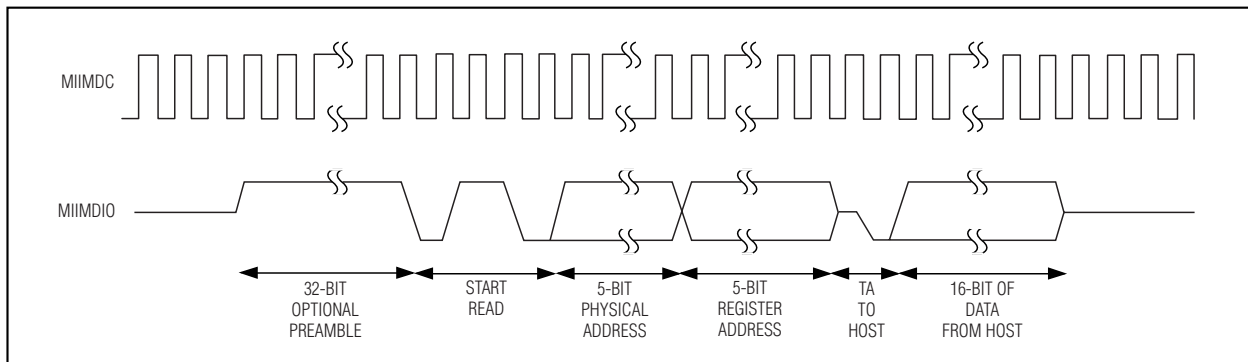 MIIMDC
MIIMDIO
32-BIT
OPTIONAL
PREAMBLE
START
READ
5-BIT
PHYSICAL
ADDRESS
5-BIT
REGISTER
ADDRESS
TA
TO
HOST
16-BIT OF
DATA
FROM HOST